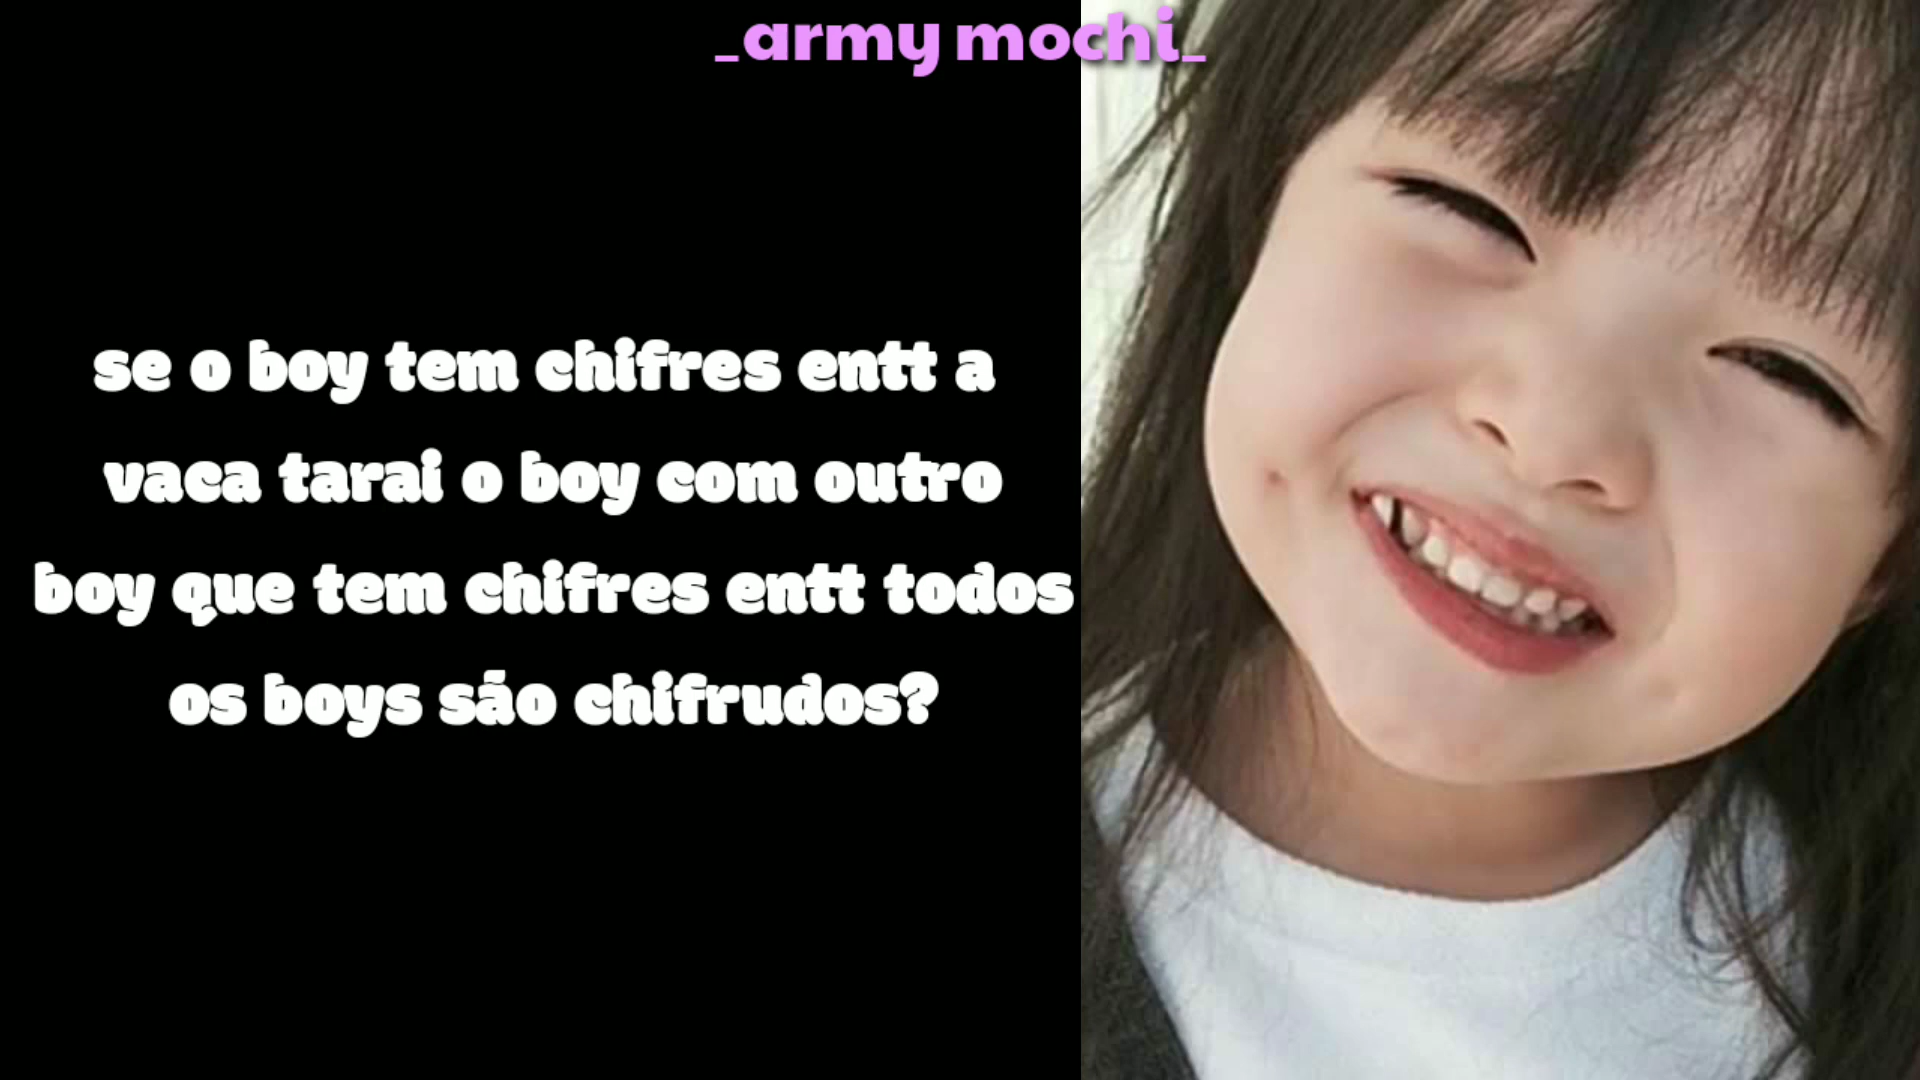 _army mochi_
se o boy tem chifres entt a
vaca tarai o boy com outro
boy que tem chifres entt todos
os boys são chifrudos?